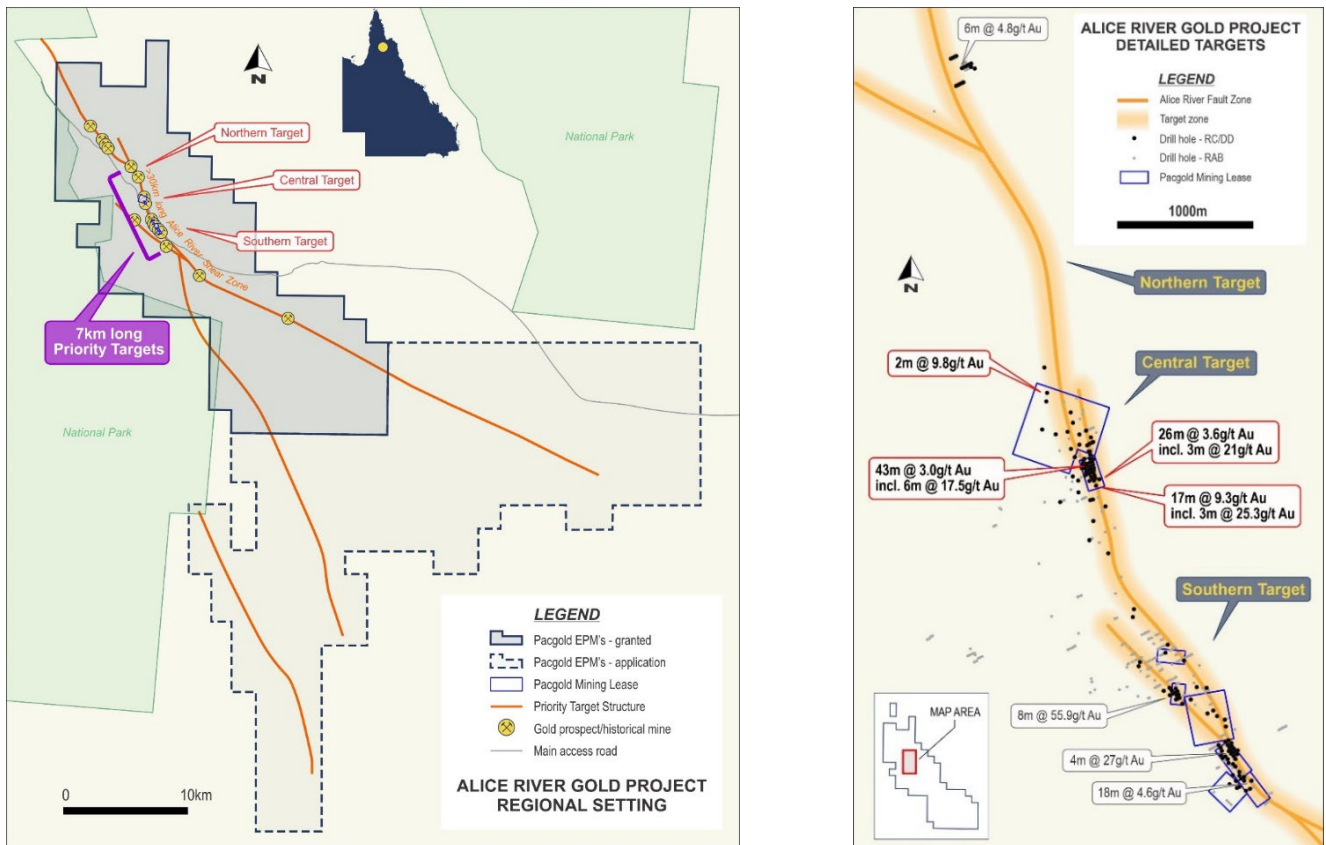 National Park
Northern Target
Central Target
Southern Target
>30km long Alice River Shear Zone
7km long
Priority Targets
National Park
N
0 10km
LEGEND
Pacgold EPM's - granted
Pacgold EPM's - application
Pacgold Mining Lease
Priority Target Structure
Gold prospect/historical mine
Main access road
ALICE RIVER GOLD PROJECT
REGIONAL SETTING
6m @ 4.8g/t Au
ALICE RIVER GOLD PROJECT
DETAILED TARGETS
LEGEND
Alice River Fault Zone
Target zone
Drill hole - RC/DD
Drill hole - RAB
Pacgold Mining Lease
1000m
N
Northern Target
Central Target
2m @ 9.8g/t Au
26m @ 3.6g/t Au
incl. 3m @ 21g/t Au
43m @ 3.0g/t Au
incl. 6m @ 17.5g/t Au
17m @ 9.3g/t Au
incl. 3m @ 25.3g/t Au
Southern Target
8m @ 55.9g/t Au
4m @ 27g/t Au
18m @ 4.6g/t Au
MAP AREA